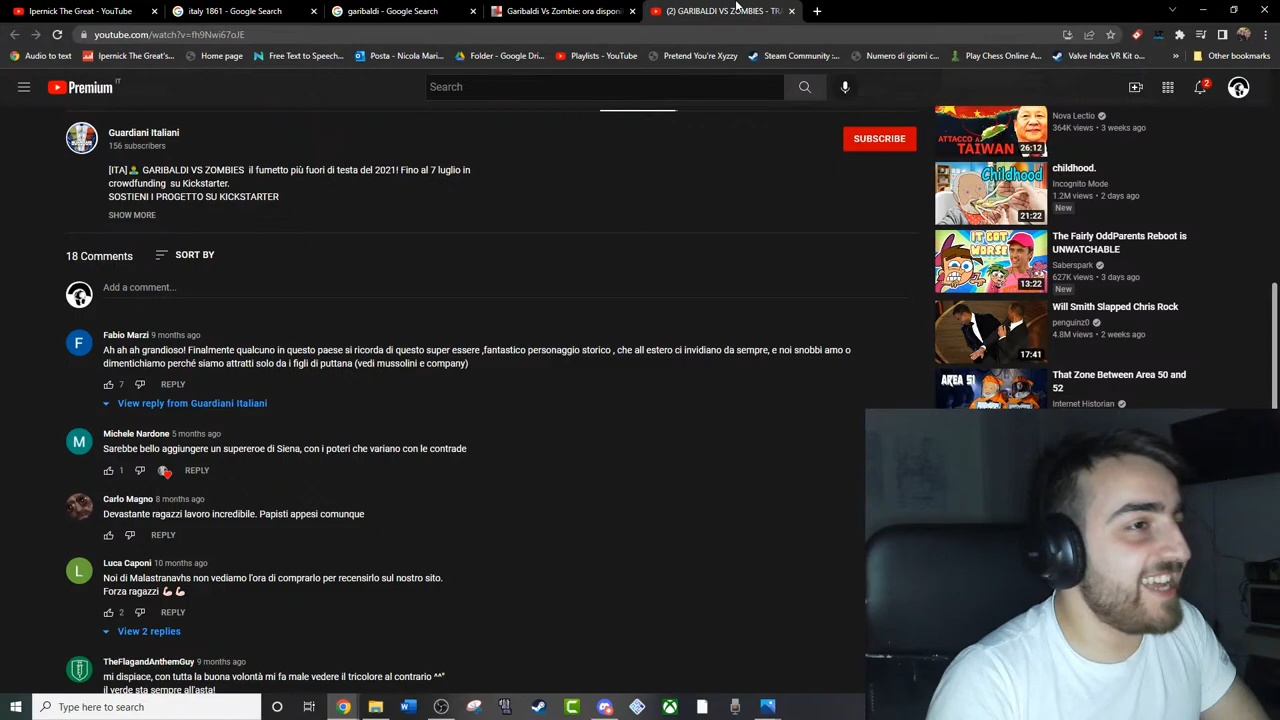 Ipernick The Great - YouTube
italy 1861 - Google Search
garibaldi - Google Search
Garibaldi Vs Zombie: ora disponi
(2) GARIBALDI VS ZOMBIES - TRA
youtube.com/watch?v=fh9Nwi67oJE
Audio to text
Ipernick The Great's...
Home page
Free Text to Speech...
Posta - Nicola Mari...
Folder - Google Dri...
Playlists - YouTube
Pretend You're Xyzzy
Steam Community :...
Numero di giorni c...
Play Chess Online A...
Valve Index VR Kit o...
Other bookmarks
Premium IT
Search
2
Guardiani Italiani
156 subscribers
SUBSCRIBE
[ITA] GARIBALDI VS ZOMBIES il fumetto più fuori di testa del 2021! Fino al 7 luglio in
crowdfunding su Kickstarter.
SOSTIENI I PROGETTO SU KICKSTARTER
SHOW MORE
18 Comments
SORT BY
Add a comment...
F
Fabio Marzi 9 months ago
Ah ah ah grandioso! Finalmente qualcuno in questo paese si ricorda di questo super essere ,fantastico personaggio storico , che all estero ci invidiano da sempre, e noi snobbi amo o
dimentichiamo perché siamo attratti solo da i figli di puttana (vedi mussolini e company)
7
REPLY
View reply from Guardiani Italiani
M
Michele Nardone 5 months ago
Sarebbe bello aggiungere un supereroe di Siena, con i poteri che variano con le contrade
1
REPLY
Carlo Magno 8 months ago
Devastante ragazzi lavoro incredibile. Papisti appesi comunque
REPLY
L
Luca Caponi 10 months ago
Noi di Malastranavhs non vediamo l'ora di comprarlo per recensirlo sul nostro sito.
Forza ragazzi 💪🏻💪🏻
2
REPLY
View 2 replies
TheFlagandAnthemGuy 9 months ago
mi dispiace, con tutta la buona volontà mi fa male vedere il tricolore al contrario ^^"
il verde sta sempre all'asta!
ATTACCO A
TAIWAN
26:12
Nova Lectio
364K views • 3 weeks ago
Childhood
21:22
childhood.
Incognito Mode
1.2M views • 2 days ago
New
IT GOT
WORSE
13:22
The Fairly OddParents Reboot is
UNWATCHABLE
Saberspark
627K views • 3 days ago
New
17:41
Will Smith Slapped Chris Rock
penguinz0
4.8M views • 2 weeks ago
AREA 51
That Zone Between Area 50 and
52
Internet Historian
Type here to search